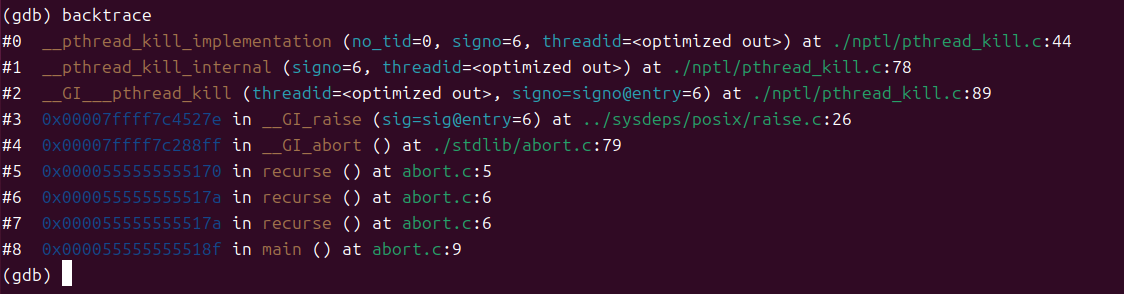 (gdb) backtrace
#0  __pthread_kill_implementation (no_tid=0, signo=6, threadid=<optimized out>) at ./nptl/pthread_kill.c:44
#1  __pthread_kill_internal (signo=6, threadid=<optimized out>) at ./nptl/pthread_kill.c:78
#2  __GI___pthread_kill (threadid=<optimized out>, signo=signo@entry=6) at ./nptl/pthread_kill.c:89
#3  0x00007ffff7c4527e in __GI_raise (sig=sig@entry=6) at ../sysdeps/posix/raise.c:26
#4  0x00007ffff7c288ff in __GI_abort () at ./stdlib/abort.c:79
#5  0x0000555555555170 in recurse () at abort.c:5
#6  0x000055555555517a in recurse () at abort.c:6
#7  0x000055555555517a in recurse () at abort.c:6
#8  0x000055555555518f in main () at abort.c:9
(gdb)